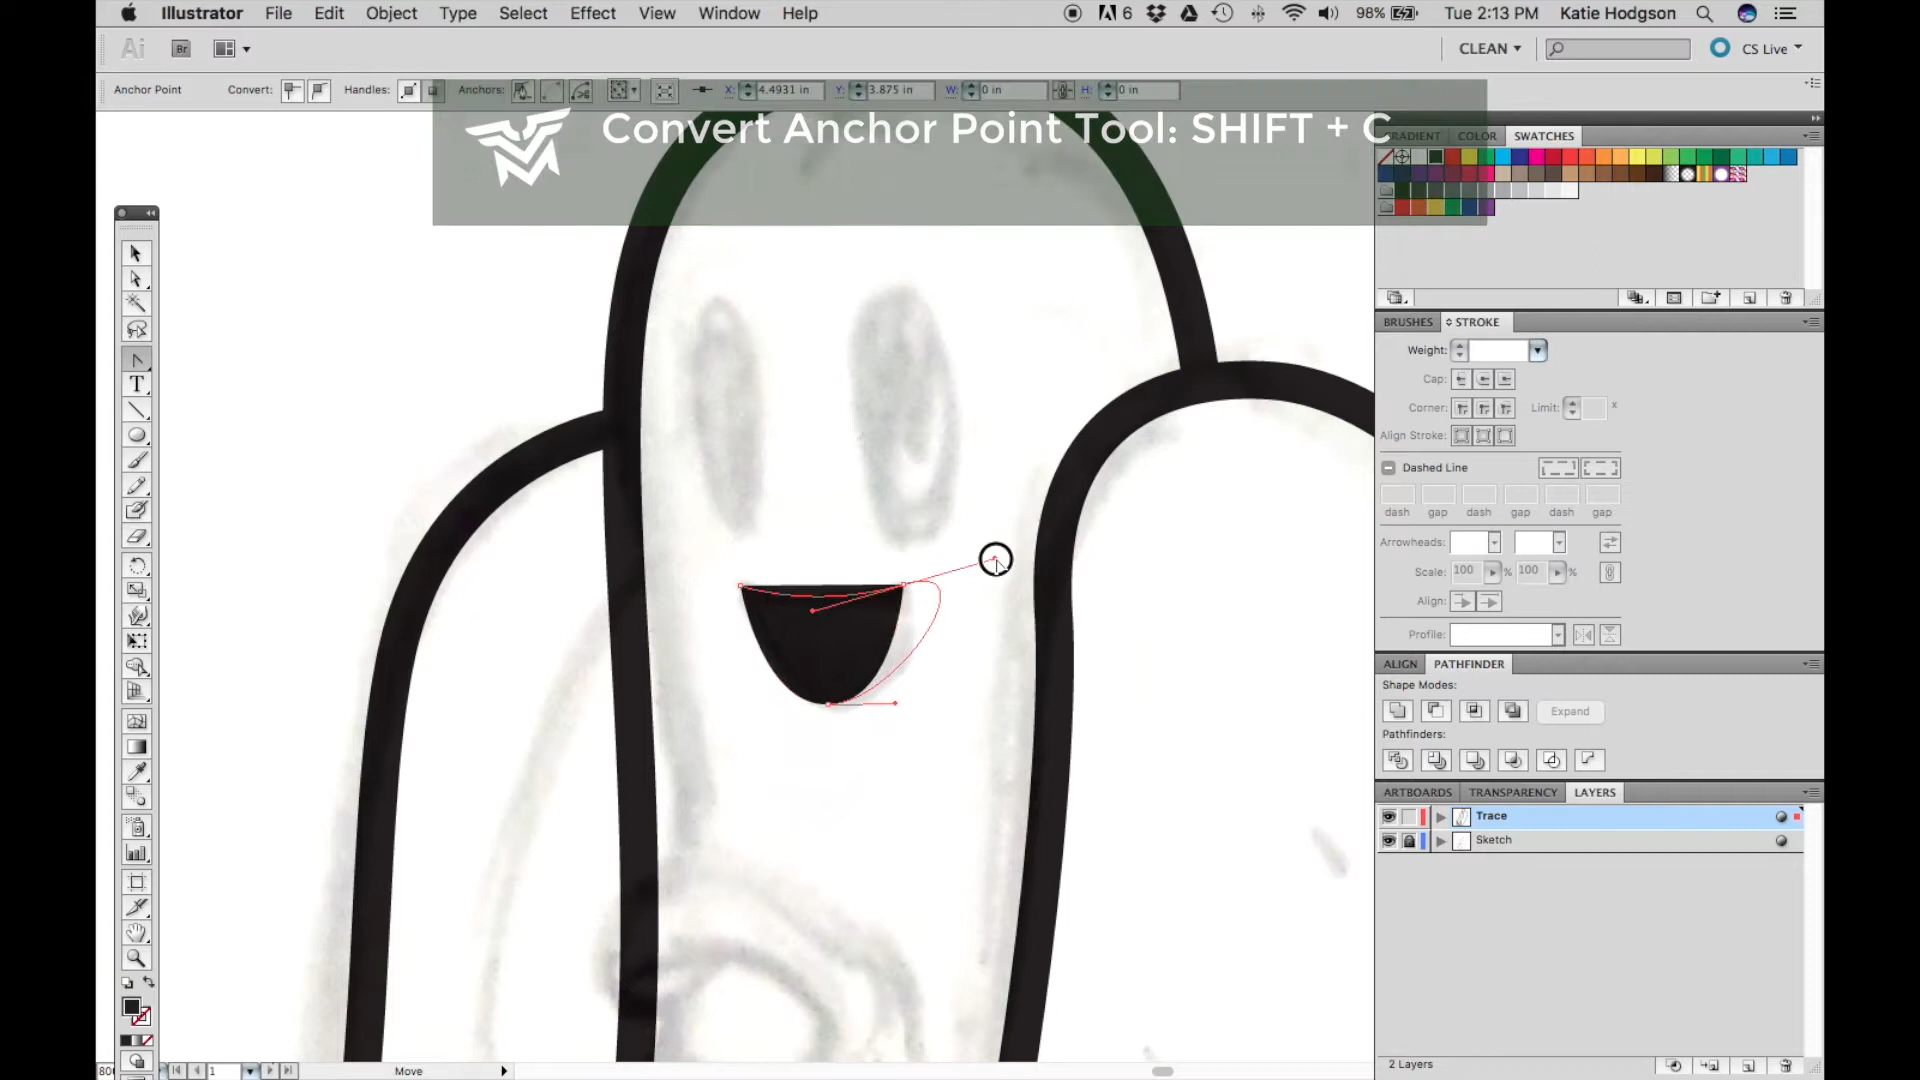 Illustrator File Edit Object Type Select Effect View Window Help 6 98% Tue 2:13 PM Katie Hodgson
Ai Br CLEAN CS Live
Anchor Point Convert: Handles: Anchors: X: 4.4931 in Y: 3.875 in W: 0 in H: 0 in
Convert Anchor Point Tool: SHIFT + C
GRADIENT COLOR SWATCHES
BRUSHES STROKE
Weight:
Cap:
Corner: Limit: x
Align Stroke:
Dashed Line
dash gap dash gap dash gap
Arrowheads:
Scale: 100 % 100 %
Align:
Profile:
ALIGN PATHFINDER
Shape Modes:
Expand
Pathfinders:
ARTBOARDS TRANSPARENCY LAYERS
Trace
Sketch
2 Layers
1 Move